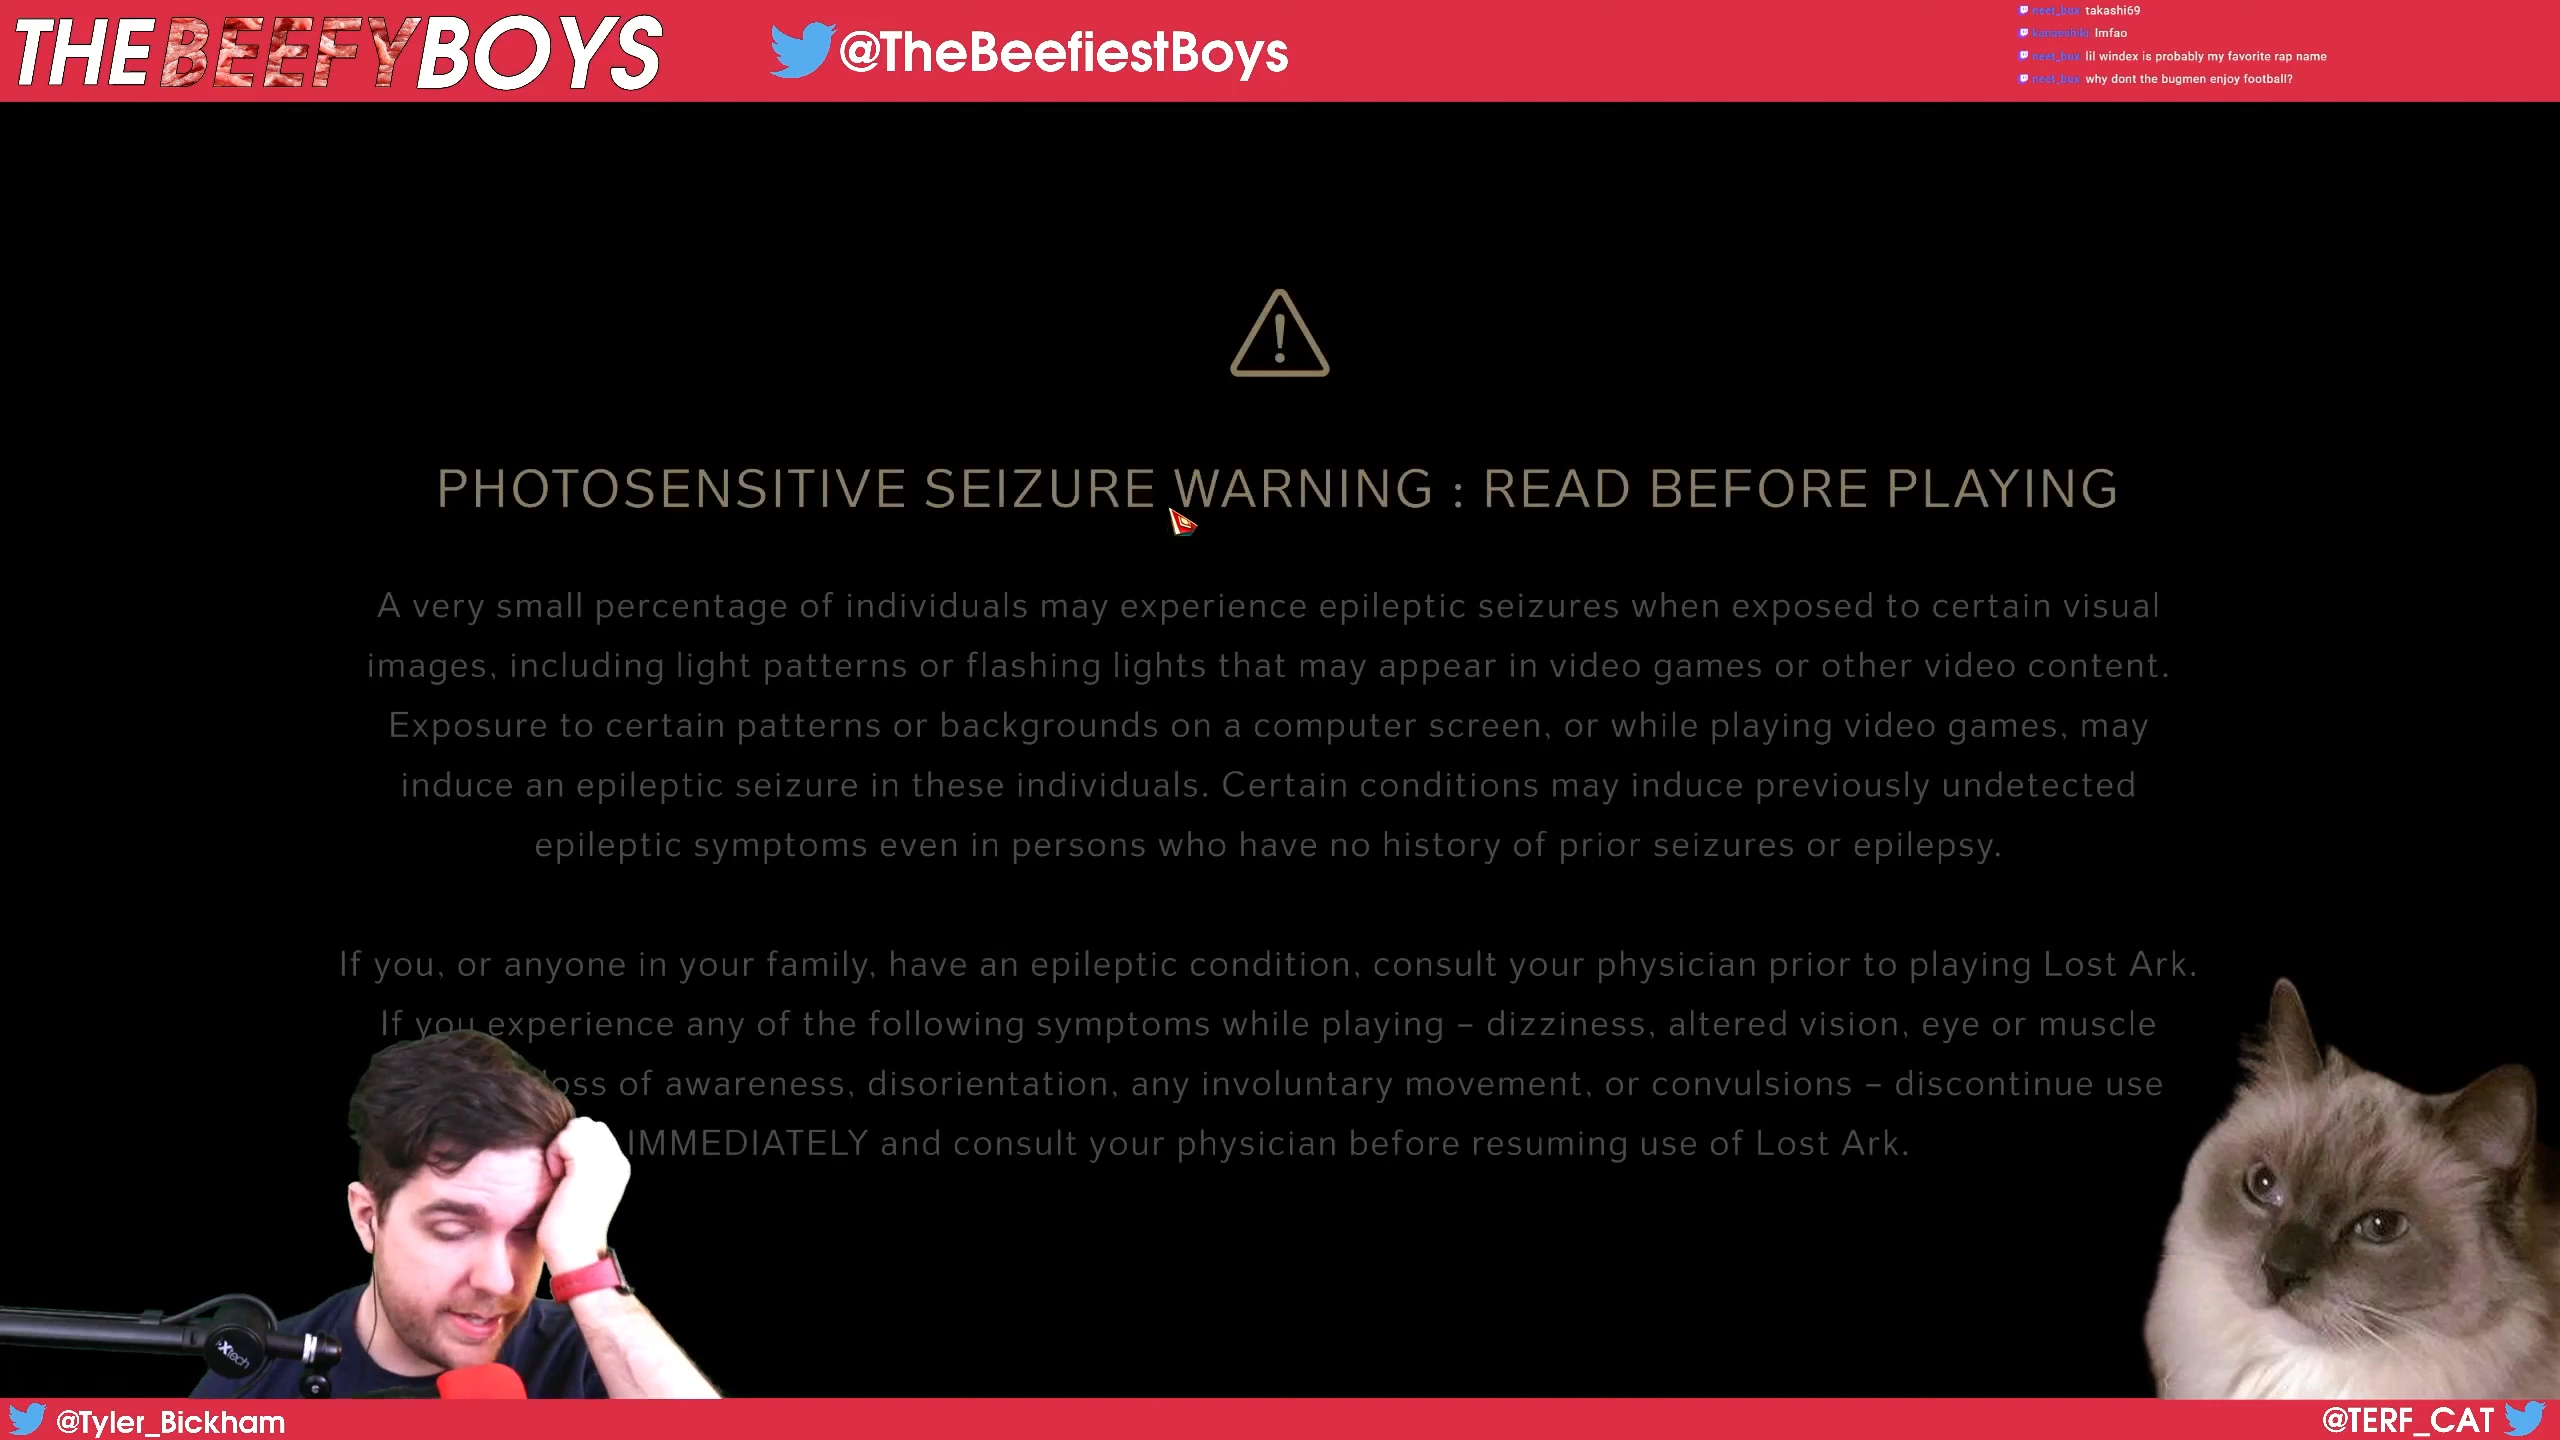 THEBEEFYBOYS
@TheBeefiestBoys
neet_bux takashi69
kanaeshiki lmfao
neet_bux lil windex is probably my favorite rap name
neet_bux why dont the bugmen enjoy football?
PHOTOSENSITIVE SEIZURE WARNING : READ BEFORE PLAYING
A very small percentage of individuals may experience epileptic seizures when exposed to certain visual
images, including light patterns or flashing lights that may appear in video games or other video content.
Exposure to certain patterns or backgrounds on a computer screen, or while playing video games, may
induce an epileptic seizure in these individuals. Certain conditions may induce previously undetected
epileptic symptoms even in persons who have no history of prior seizures or epilepsy.
If you, or anyone in your family, have an epileptic condition, consult your physician prior to playing Lost Ark.
If you experience any of the following symptoms while playing – dizziness, altered vision, eye or muscle
loss of awareness, disorientation, any involuntary movement, or convulsions – discontinue use
IMMEDIATELY and consult your physician before resuming use of Lost Ark.
@Tyler_Bickham
@TERF_CAT